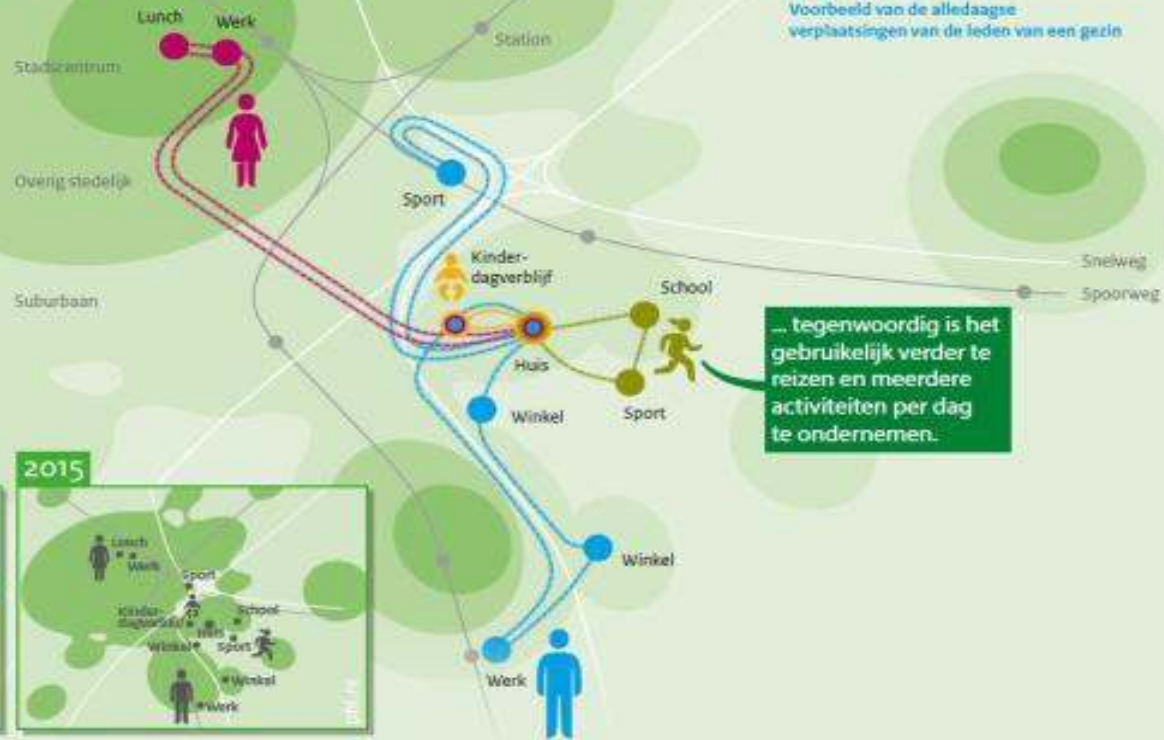 Voorbeeld van de alledaagse
verplaatsingen van de leden van een gezin
Lunch
Werk
Station
Stadscentrum
Overig stedelijk
Sport
Kinder-
dagverblijf
Snelweg
School
Spoorweg
Suburbaan
... tegenwoordig is het
gebruikelijk verder te
reizen en meerdere
activiteiten per dag
te ondernemen.
Huis
Winkel
Sport
2015
Lunch
Werk
Sport
Kinder-
dagverblijf
School
Huis
Winkel
Sport
Winkel
Werk
pbl.nl
Winkel
Werk